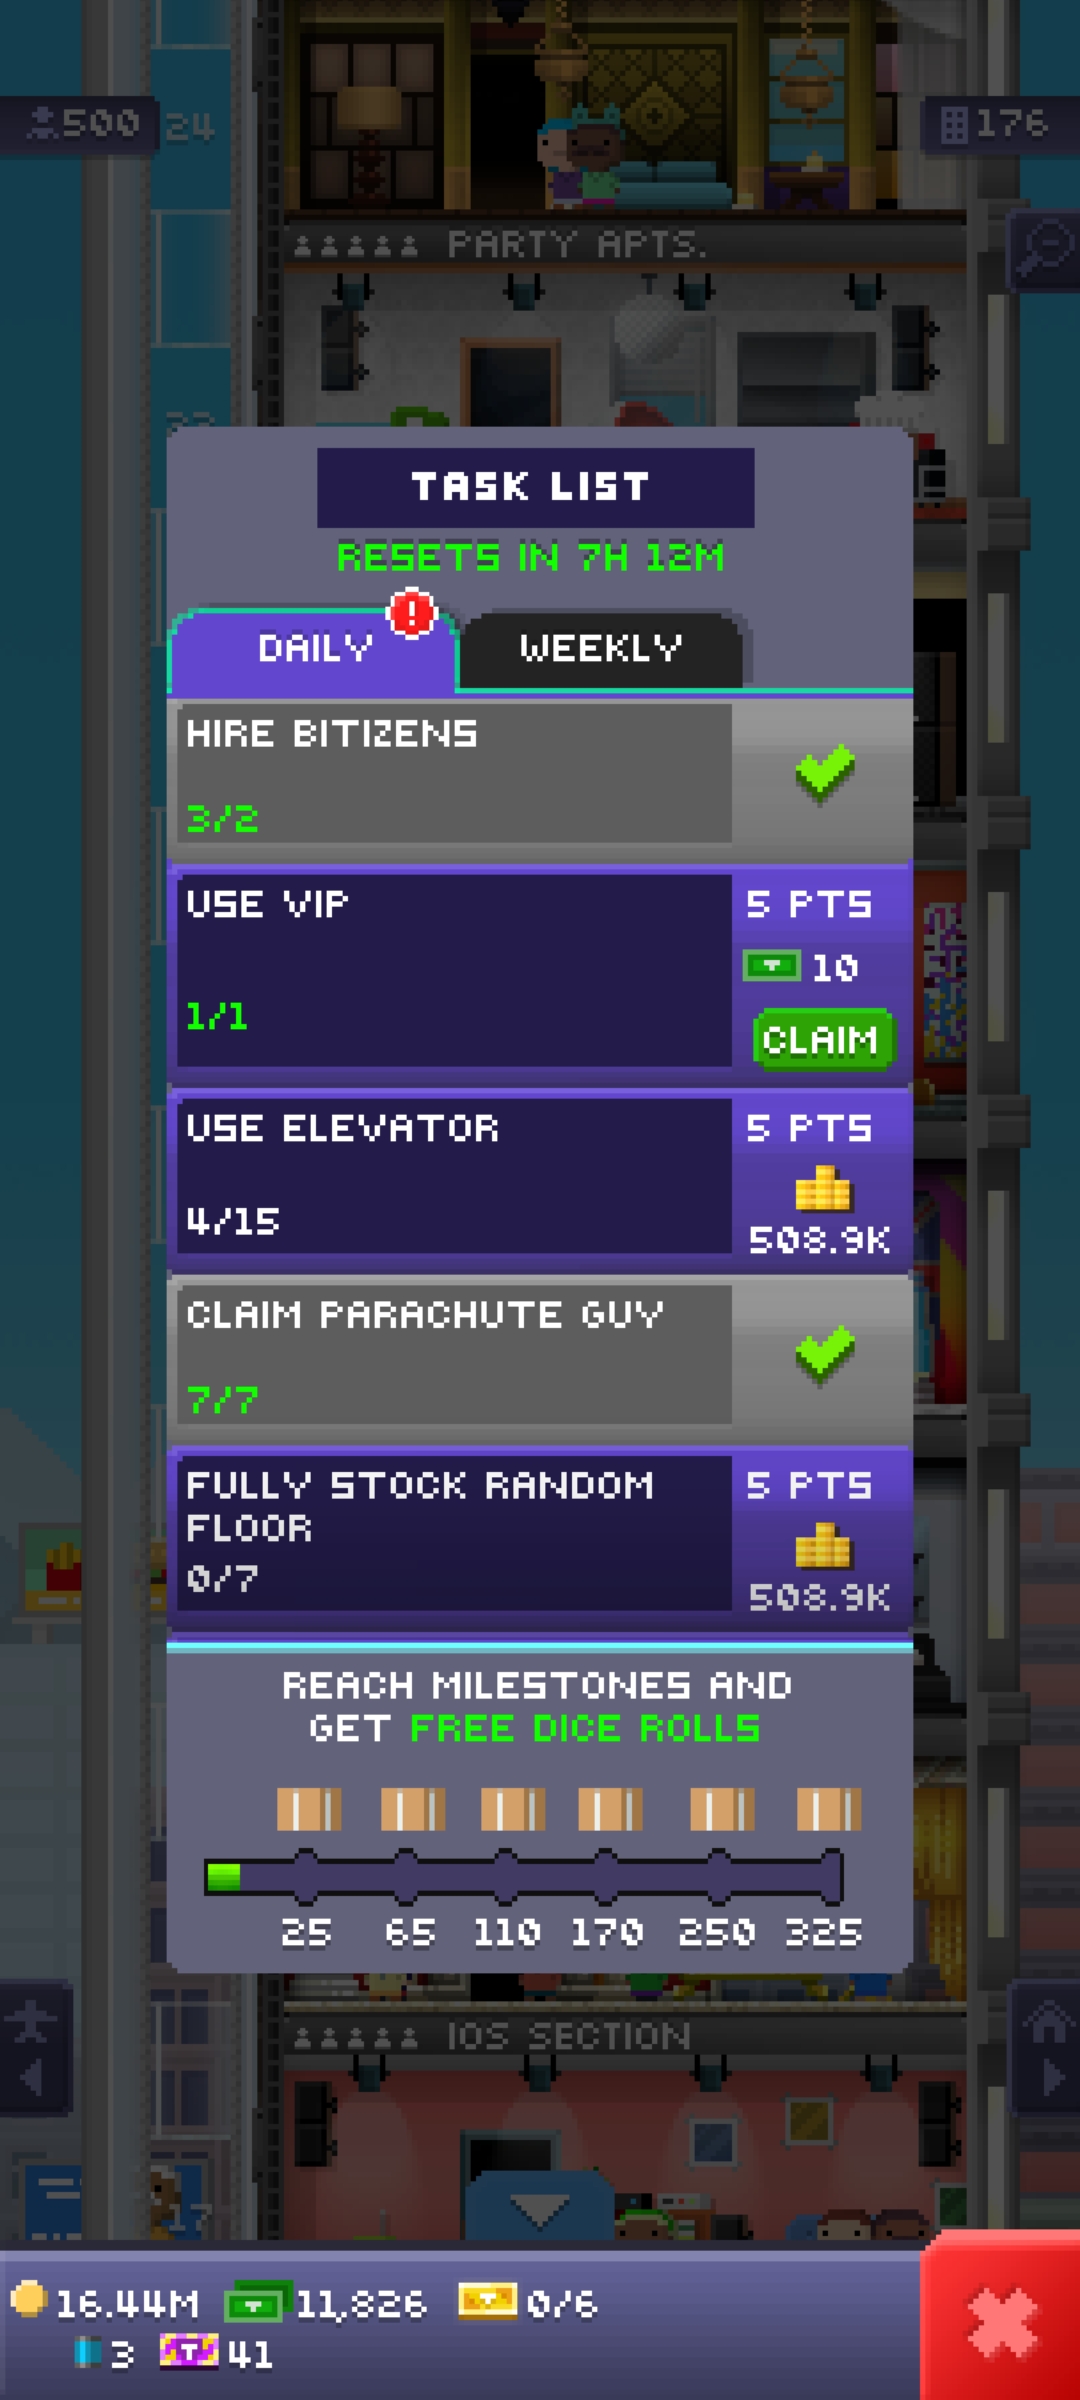 500
24
176
PARTY APTS.
TASK LIST
RESETS IN 7H 12M
!
DAILY
WEEKLY
HIRE BITIZENS
3/2
USE VIP
5 PTS
10
1/1
CLAIM
USE ELEVATOR
5 PTS
4/15
508.9K
CLAIM PARACHUTE GUY
7/7
FULLY STOCK RANDOM
5 PTS
FLOOR
0/7
508.9K
REACH MILESTONES AND
GET FREE DICE ROLLS
25 65 110 170 250 325
IOS SECTION
17
16.44M 11,826 0/6
3 41